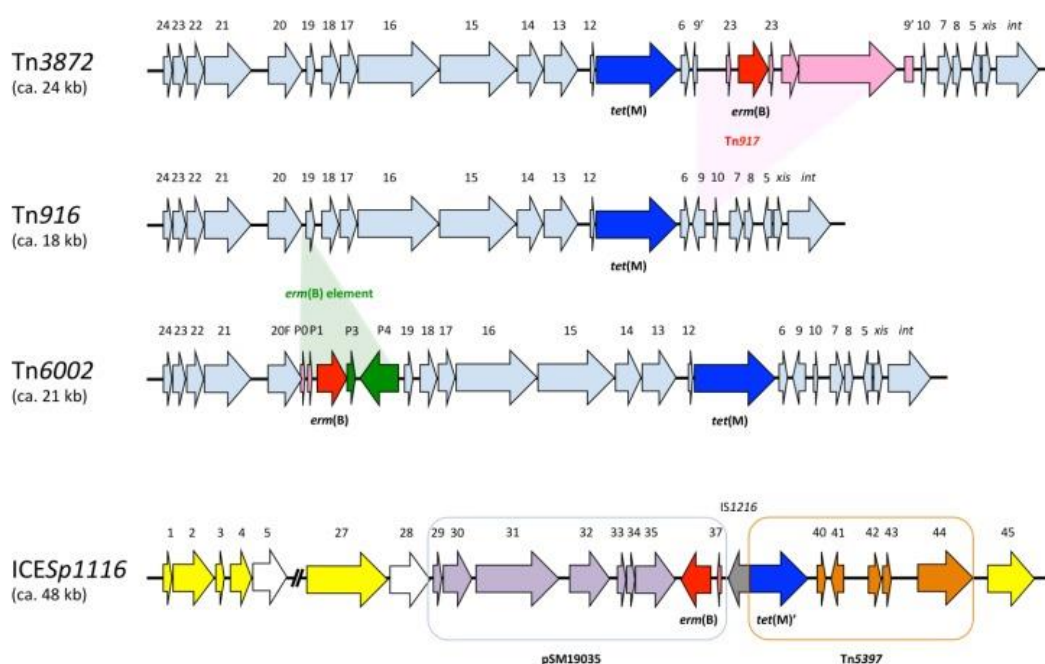 24 23 22 21 20 19 18 17 16 15 14 13 12 6 9' 23 23 9' 10 7 8 5 xis int
Tn3872
(ca. 24 kb)
tet(M) erm(B)
Tn917
24 23 22 21 20 19 18 17 16 15 14 13 12 6 9 10 7 8 5 xis int
Tn916
(ca. 18 kb)
tet(M)
erm(B) element
24 23 22 21 20F P0 P1 P3 P4 19 18 17 16 15 14 13 12 6 9 10 7 8 5 xis int
Tn6002
(ca. 21 kb)
erm(B) tet(M)
IS1216
1 2 3 4 5 27 28 29 30 31 32 33 34 35 37 40 41 42 43 44 45
ICESp1116
(ca. 48 kb)
erm(B) tet(M)'
pSM19035 Tn5397